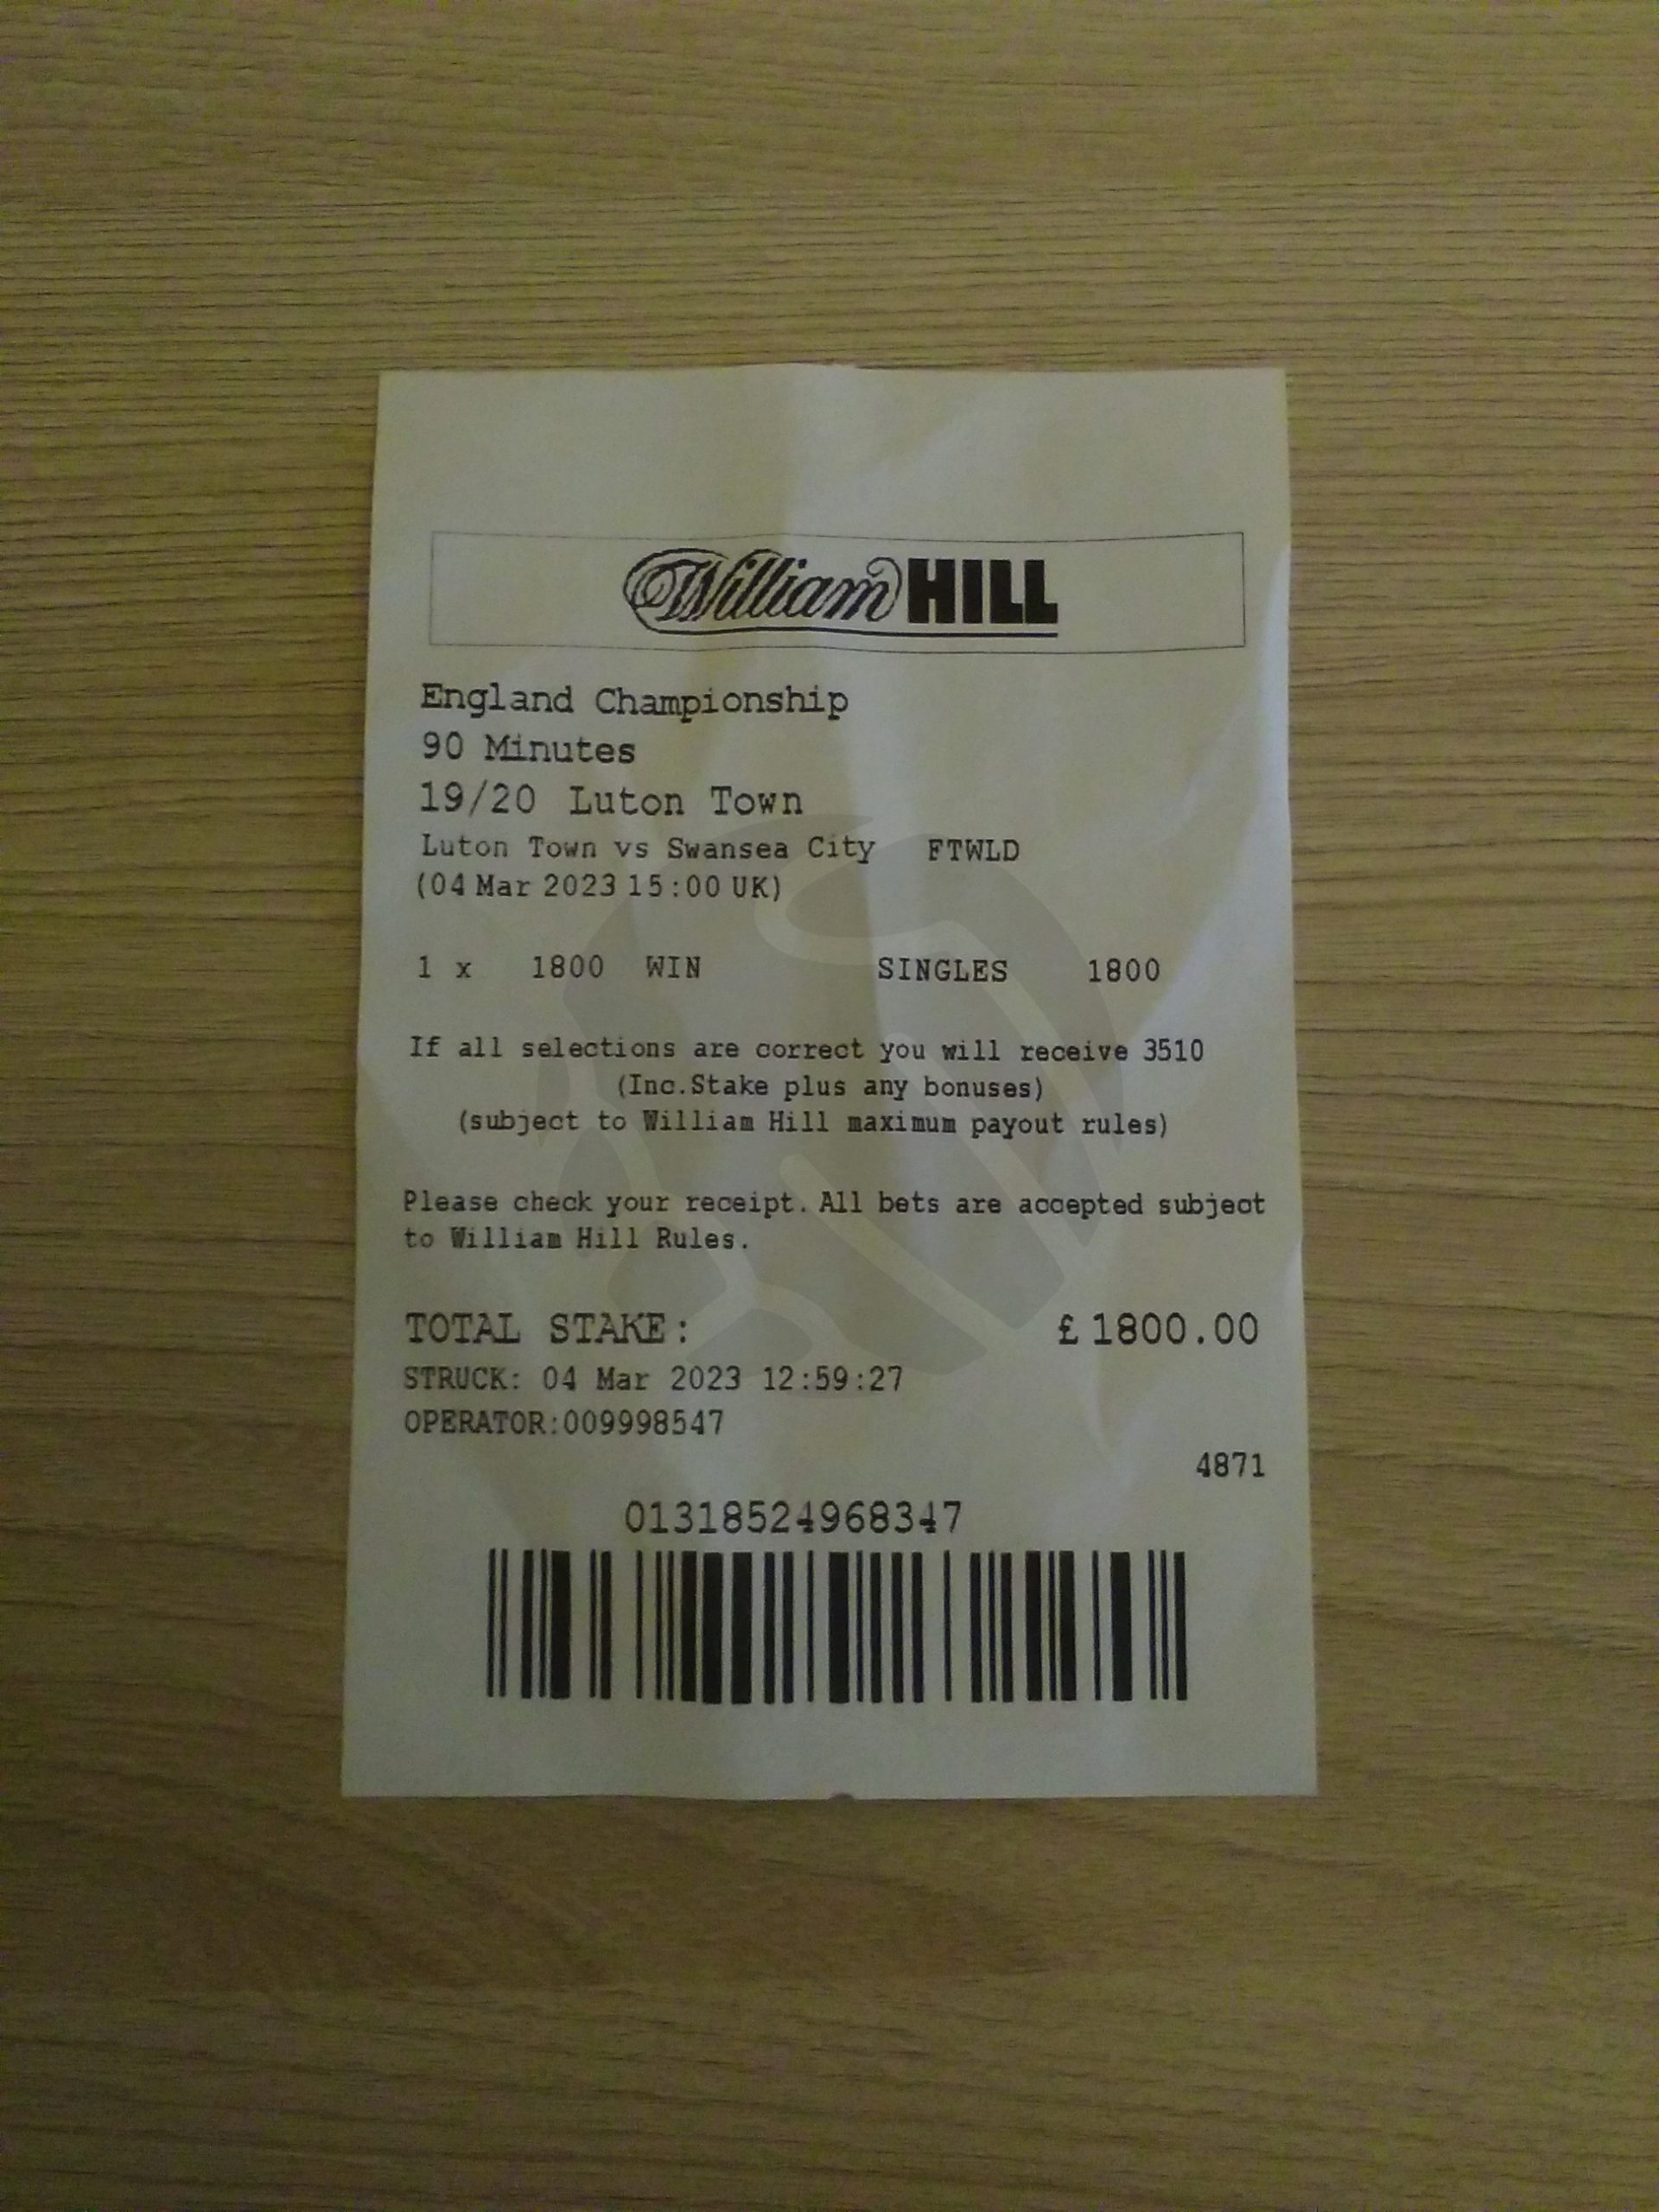 William HILL
England Championship
90 Minutes
19/20 Luton Town
Luton Town vs Swansea City FTWLD
(04 Mar 2023 15:00 UK)
1 x 1800 WIN SINGLES 1800
If all selections are correct you will receive 3510
(Inc.Stake plus any bonuses)
(subject to William Hill maximum payout rules)
Please check your receipt. All bets are accepted subject
to William Hill Rules.
TOTAL STAKE: £1800.00
STRUCK: 04 Mar 2023 12:59:27
OPERATOR:009998547
4871
01318524968347